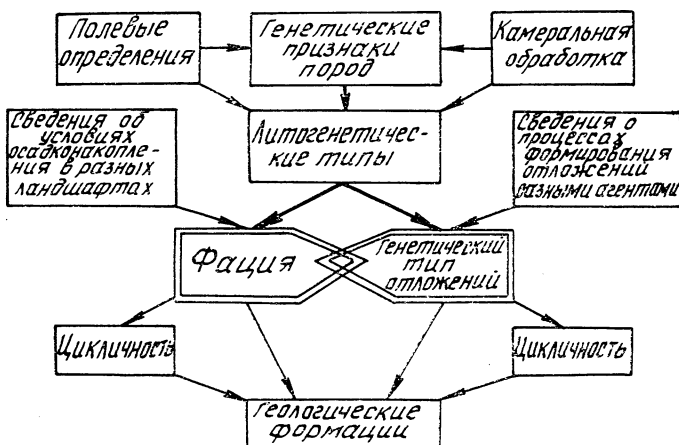 Полевые
определения
Генетические
признаки
пород
Камеральная
обработка
Сведения об
условиях
осадконакопле-
ния в разных
ландшафтах
Литогенетичес-
кие типы
Сведения о
процессах
формирования
отложений
разными агентами
Фация
Генетический
тип
отложений
Цикличность
Цикличность
Геологические
формации